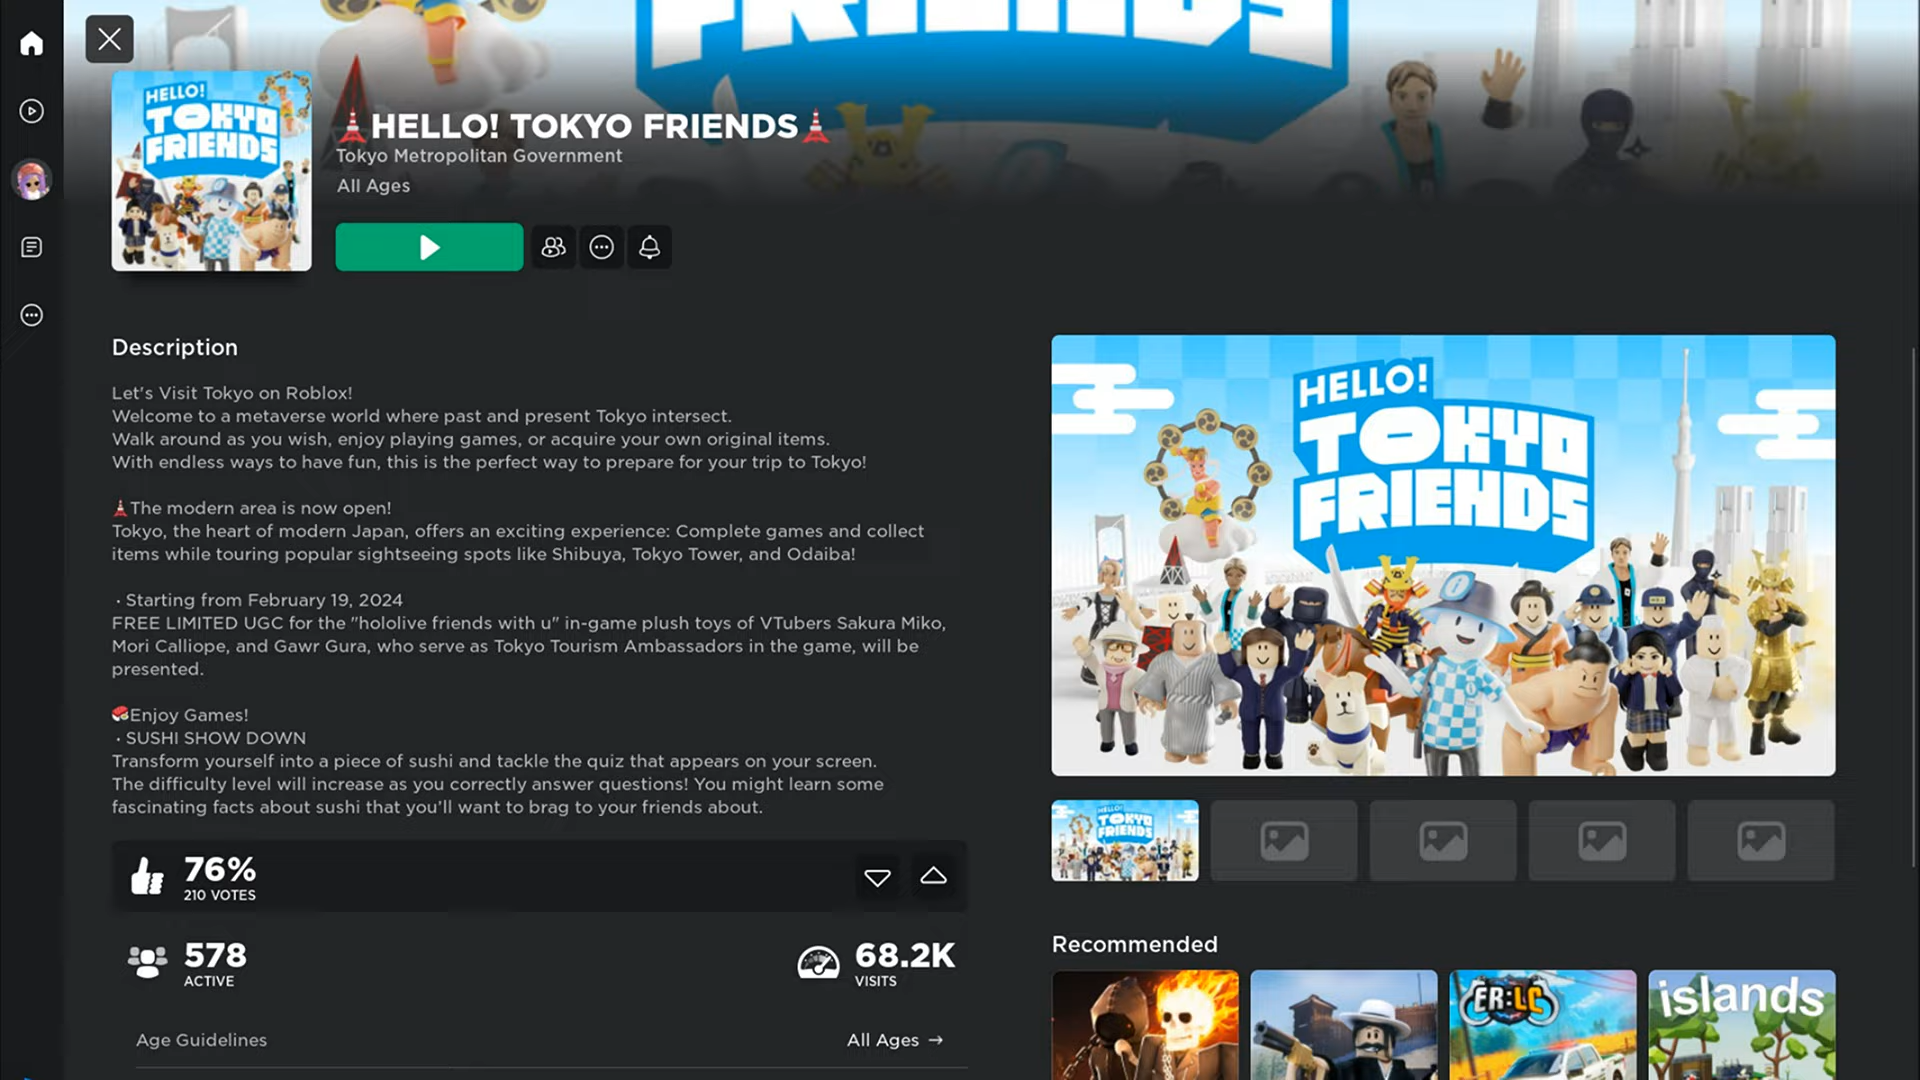 FRIENDS
HELLO!
TOKYO
FRIENDS
HELLO! TOKYO FRIENDS
Tokyo Metropolitan Government
All Ages
Description
Let's Visit Tokyo on Roblox!
Welcome to a metaverse world where past and present Tokyo intersect.
Walk around as you wish, enjoy playing games, or acquire your own original items.
With endless ways to have fun, this is the perfect way to prepare for your trip to Tokyo!
The modern area is now open!
Tokyo, the heart of modern Japan, offers an exciting experience: Complete games and collect
items while touring popular sightseeing spots like Shibuya, Tokyo Tower, and Odaiba!
・Starting from February 19, 2024
FREE LIMITED UGC for the "hololive friends with u" in-game plush toys of VTubers Sakura Miko,
Mori Calliope, and Gawr Gura, who serve as Tokyo Tourism Ambassadors in the game, will be
presented.
Enjoy Games!
・SUSHI SHOW DOWN
Transform yourself into a piece of sushi and tackle the quiz that appears on your screen.
The difficulty level will increase as you correctly answer questions! You might learn some
fascinating facts about sushi that you'll want to brag to your friends about.
76%
210 VOTES
578
ACTIVE
68.2K
VISITS
Age Guidelines
All Ages →
HELLO!
TOKYO
FRIENDS
HELLO!
TOKYO
FRIENDS
Recommended
ER:LC
islands